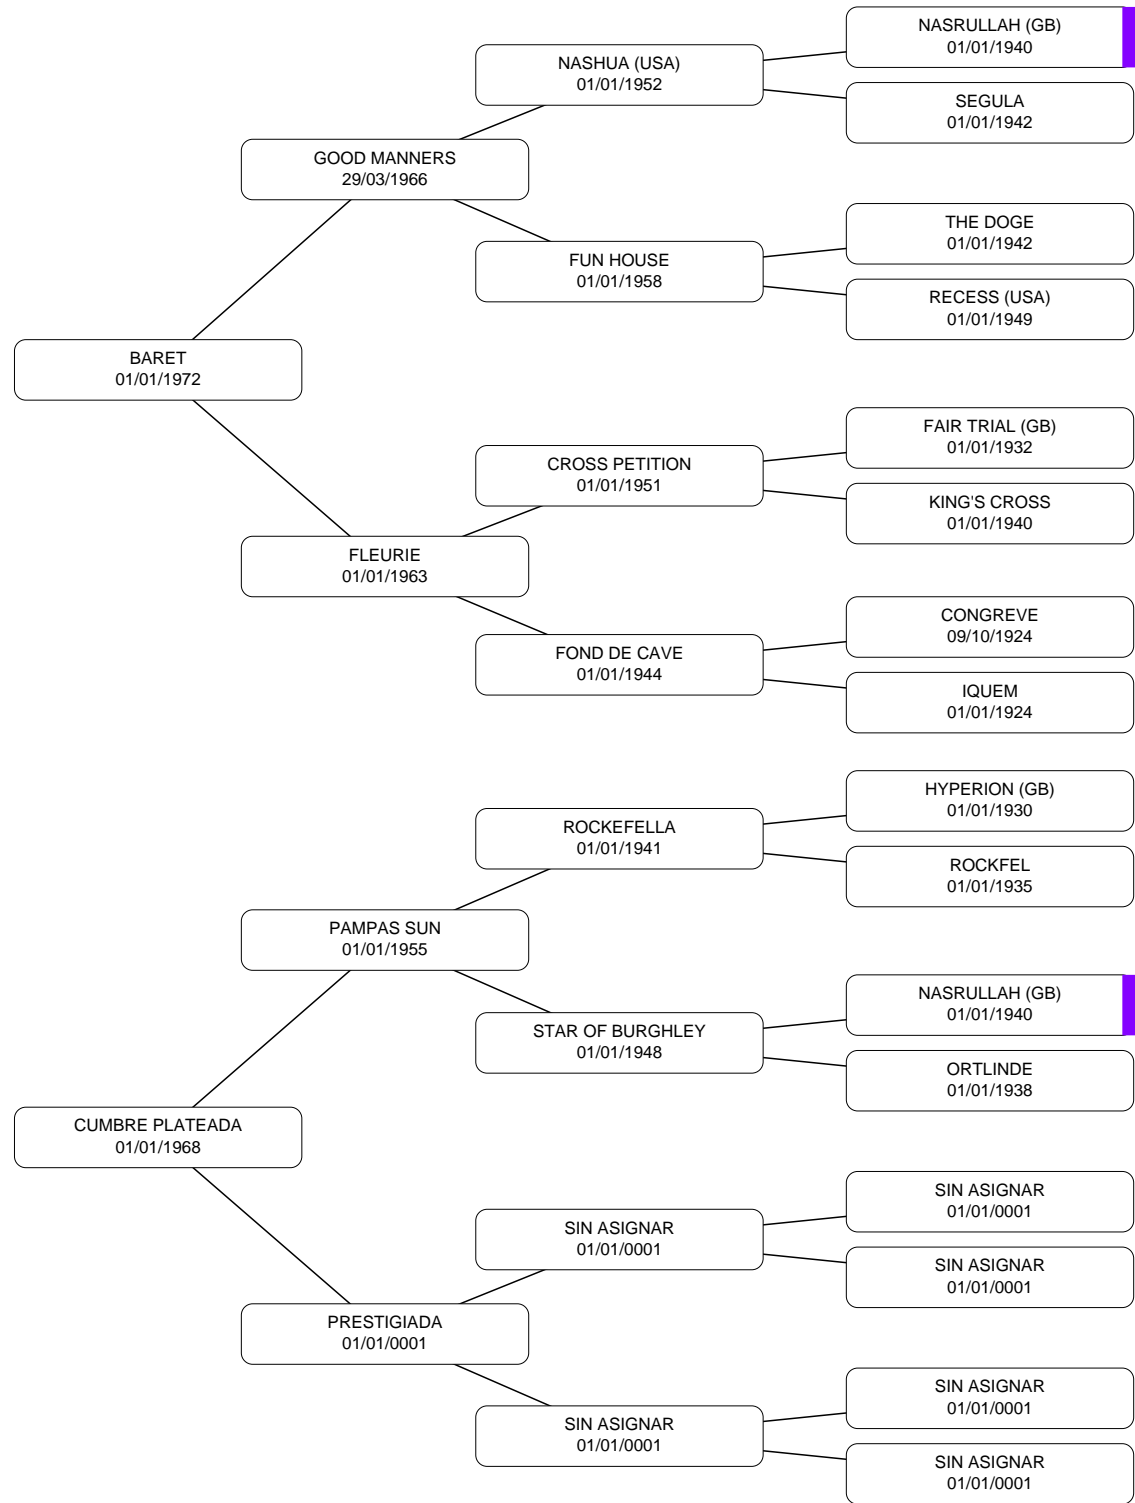 NASRULLAH (GB)
01/01/1940
NASHUA (USA)
01/01/1952
SEGULA
01/01/1942
GOOD MANNERS
29/03/1966
THE DOGE
01/01/1942
FUN HOUSE
01/01/1958
RECESS (USA)
01/01/1949
BARET
01/01/1972
FAIR TRIAL (GB)
01/01/1932
CROSS PETITION
01/01/1951
KING'S CROSS
01/01/1940
FLEURIE
01/01/1963
CONGREVE
09/10/1924
FOND DE CAVE
01/01/1944
IQUEM
01/01/1924
HYPERION (GB)
01/01/1930
ROCKEFELLA
01/01/1941
ROCKFEL
01/01/1935
PAMPAS SUN
01/01/1955
NASRULLAH (GB)
01/01/1940
STAR OF BURGHLEY
01/01/1948
ORTLINDE
01/01/1938
CUMBRE PLATEADA
01/01/1968
SIN ASIGNAR
01/01/0001
SIN ASIGNAR
01/01/0001
SIN ASIGNAR
01/01/0001
PRESTIGIADA
01/01/0001
SIN ASIGNAR
01/01/0001
SIN ASIGNAR
01/01/0001
SIN ASIGNAR
01/01/0001